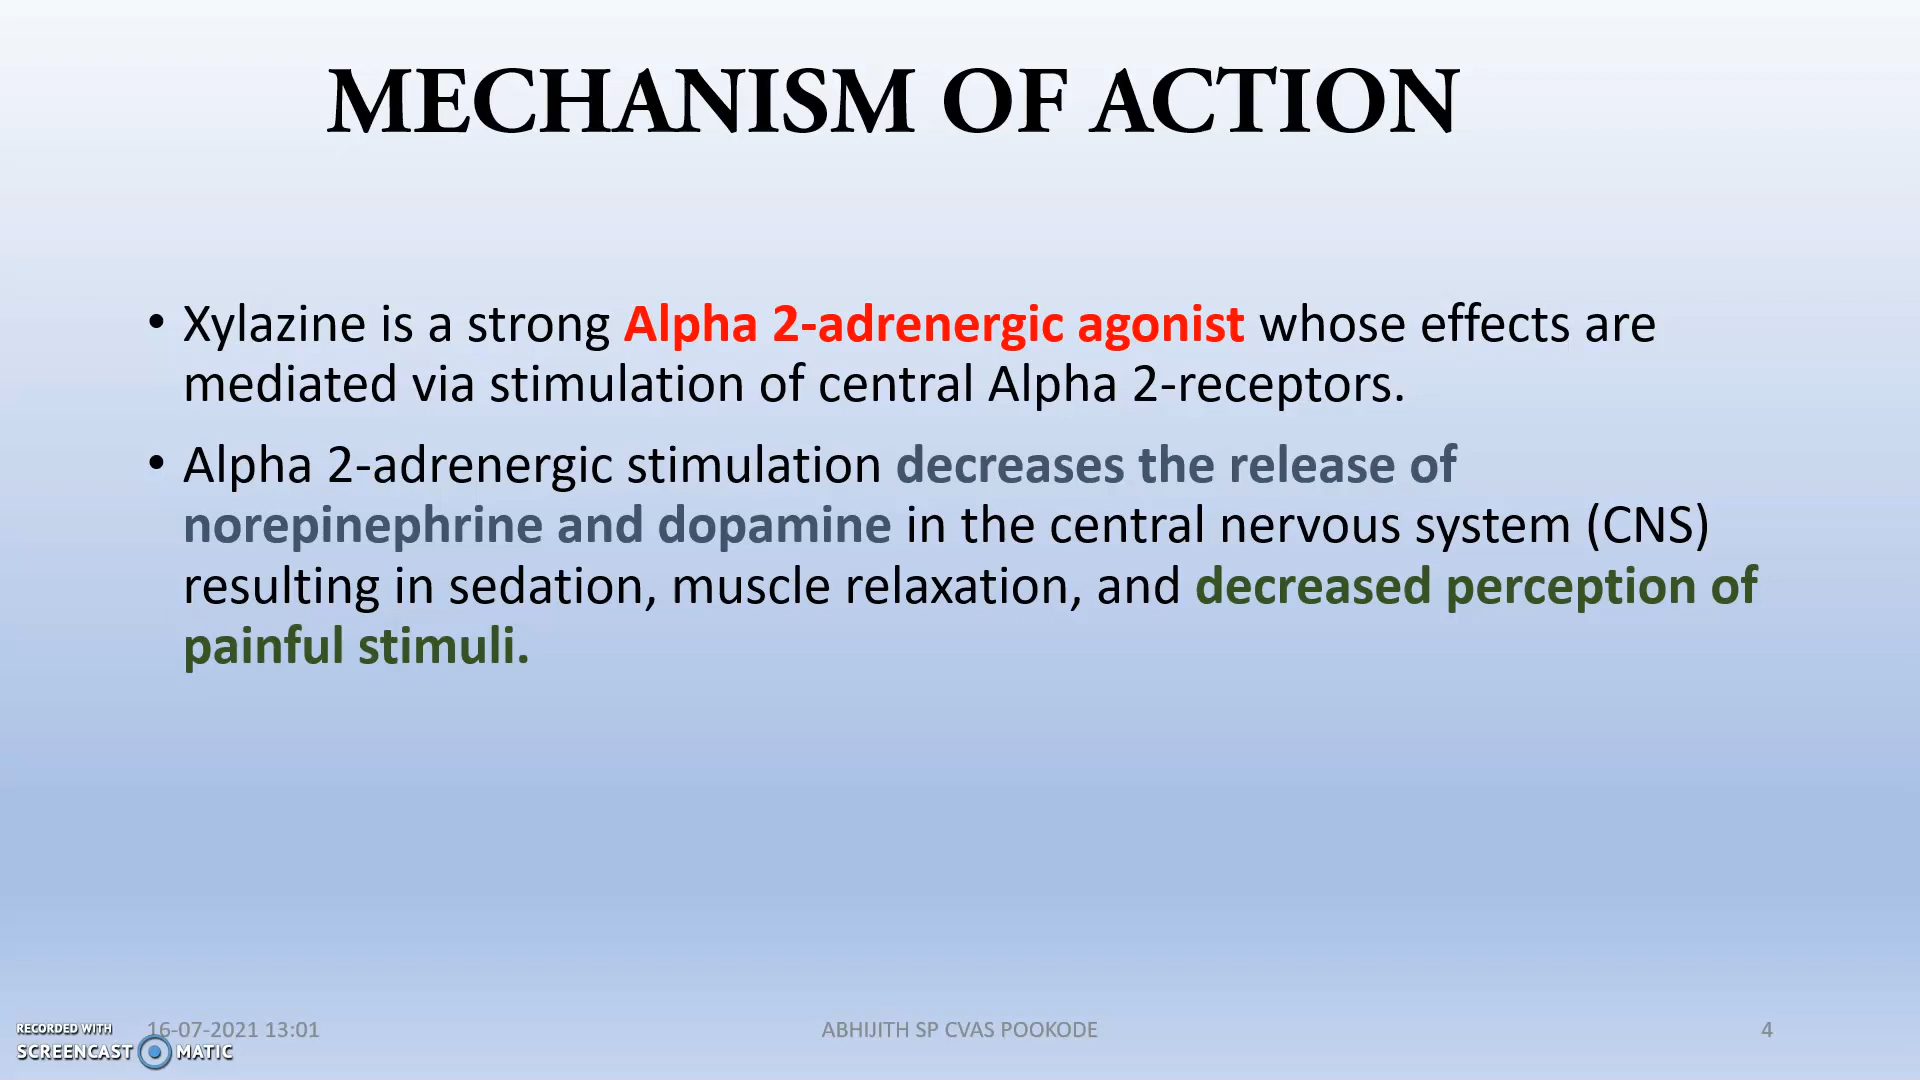 MECHANISM OF ACTION
• Xylazine is a strong Alpha 2-adrenergic agonist whose effects are
mediated via stimulation of central Alpha 2-receptors.
• Alpha 2-adrenergic stimulation decreases the release of
norepinephrine and dopamine in the central nervous system (CNS)
resulting in sedation, muscle relaxation, and decreased perception of
painful stimuli.
16-07-2021 13:01
ABHIJITH SP CVAS POOKODE
4
RECORDED WITH
SCREENCAST MATIC